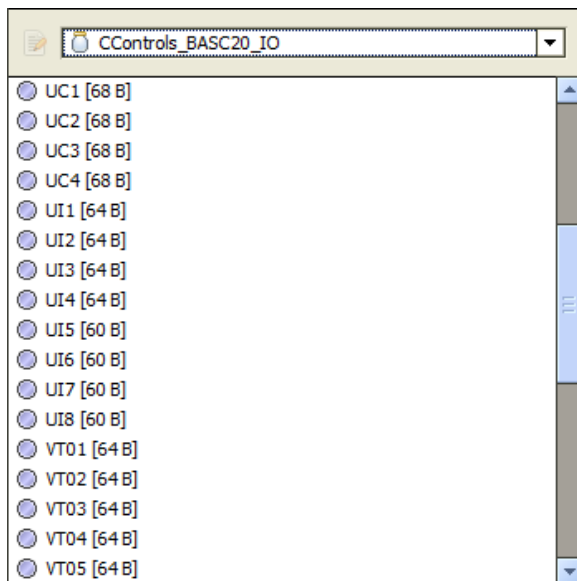 CControls_BASC20_IO
UC1 [68 B]
UC2 [68 B]
UC3 [68 B]
UC4 [68 B]
UI1 [64 B]
UI2 [64 B]
UI3 [64 B]
UI4 [64 B]
UI5 [60 B]
UI6 [60 B]
UI7 [60 B]
UI8 [60 B]
VT01 [64 B]
VT02 [64 B]
VT03 [64 B]
VT04 [64 B]
VT05 [64 B]